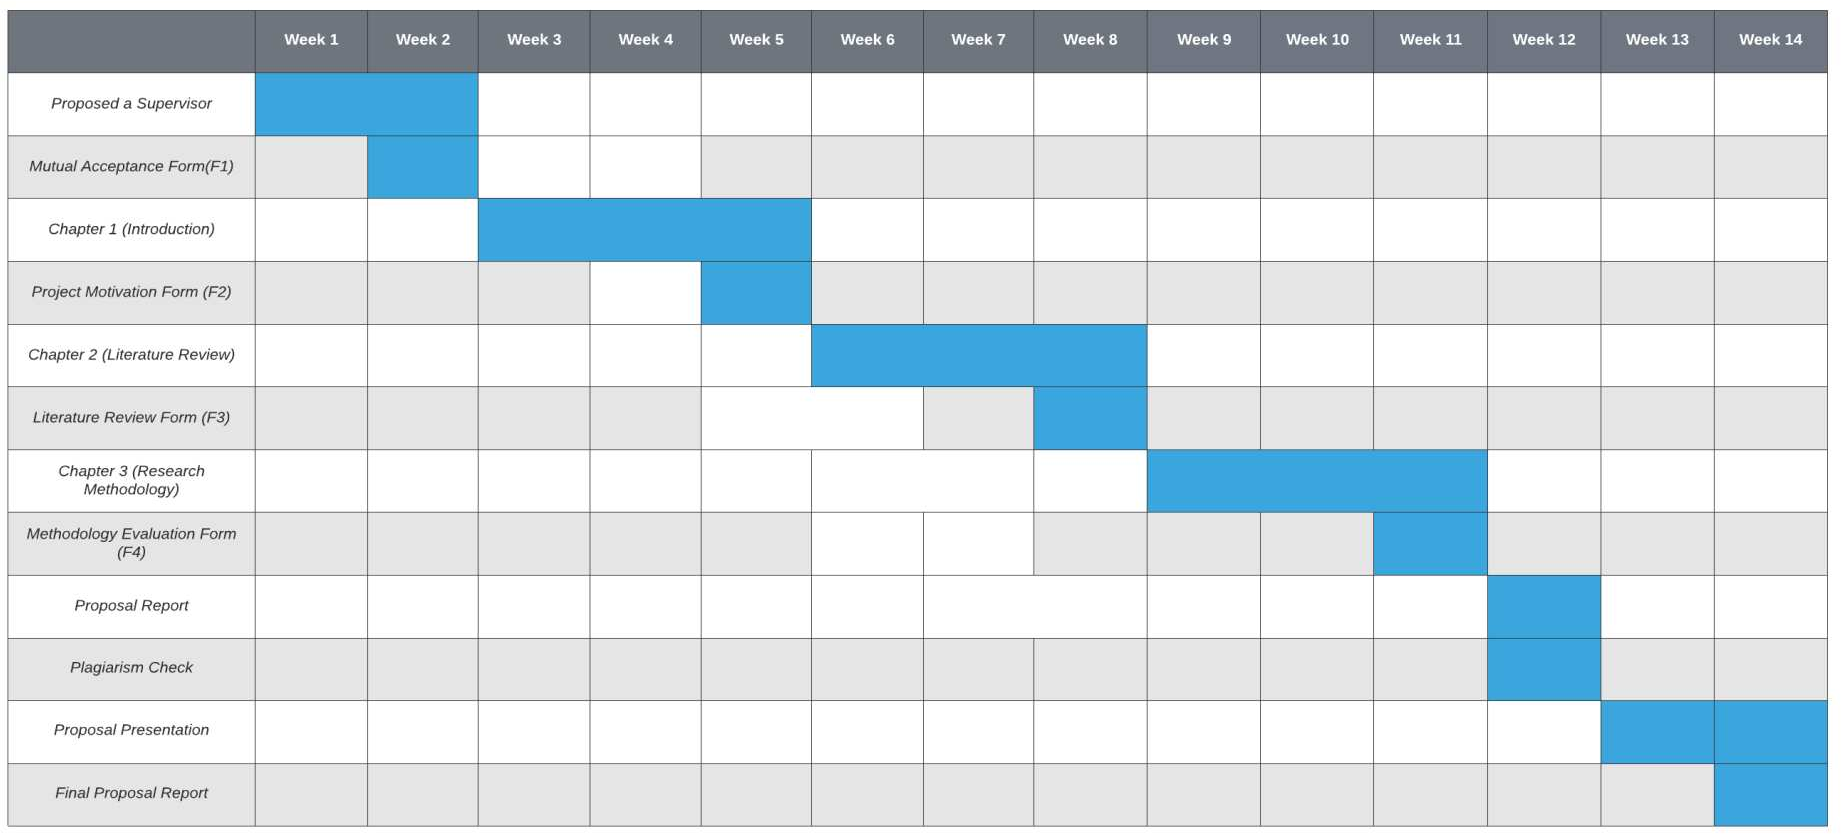 Week 1 Week 2 Week 3 Week 4 Week 5 Week 6 Week 7 Week 8 Week 9 Week 10 Week 11 Week 12 Week 13 Week 14
Proposed a Supervisor
Mutual Acceptance Form(F1)
Chapter 1 (Introduction)
Project Motivation Form (F2)
Chapter 2 (Literature Review)
Literature Review Form (F3)
Chapter 3 (Research
Methodology)
Methodology Evaluation Form
(F4)
Proposal Report
Plagiarism Check
Proposal Presentation
Final Proposal Report